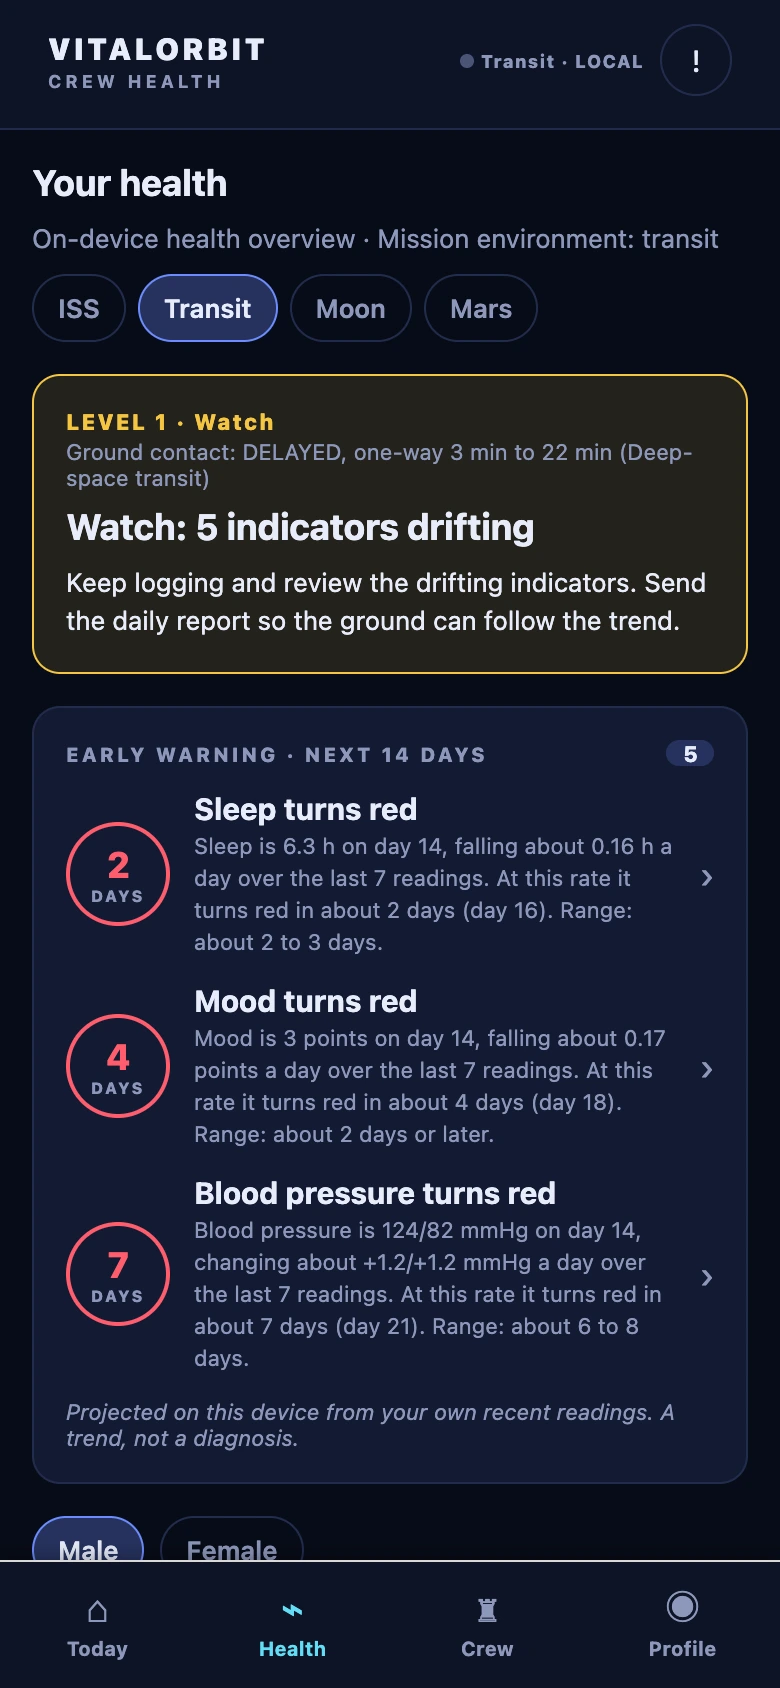 VITALORBIT
CREW HEALTH
Transit · LOCAL
!
Your health
On-device health overview · Mission environment: transit
ISS
Transit
Moon
Mars
LEVEL 1 · Watch
Ground contact: DELAYED, one-way 3 min to 22 min (Deep-
space transit)
Watch: 5 indicators drifting
Keep logging and review the drifting indicators. Send
the daily report so the ground can follow the trend.
EARLY WARNING · NEXT 14 DAYS
5
2
DAYS
Sleep turns red
Sleep is 6.3 h on day 14, falling about 0.16 h a
day over the last 7 readings. At this rate it
turns red in about 2 days (day 16). Range:
about 2 to 3 days.
4
DAYS
Mood turns red
Mood is 3 points on day 14, falling about 0.17
points a day over the last 7 readings. At this
rate it turns red in about 4 days (day 18).
Range: about 2 days or later.
7
DAYS
Blood pressure turns red
Blood pressure is 124/82 mmHg on day 14,
changing about +1.2/+1.2 mmHg a day over
the last 7 readings. At this rate it turns red in
about 7 days (day 21). Range: about 6 to 8
days.
Projected on this device from your own recent readings. A
trend, not a diagnosis.
Male
Female
Today
Health
Crew
Profile